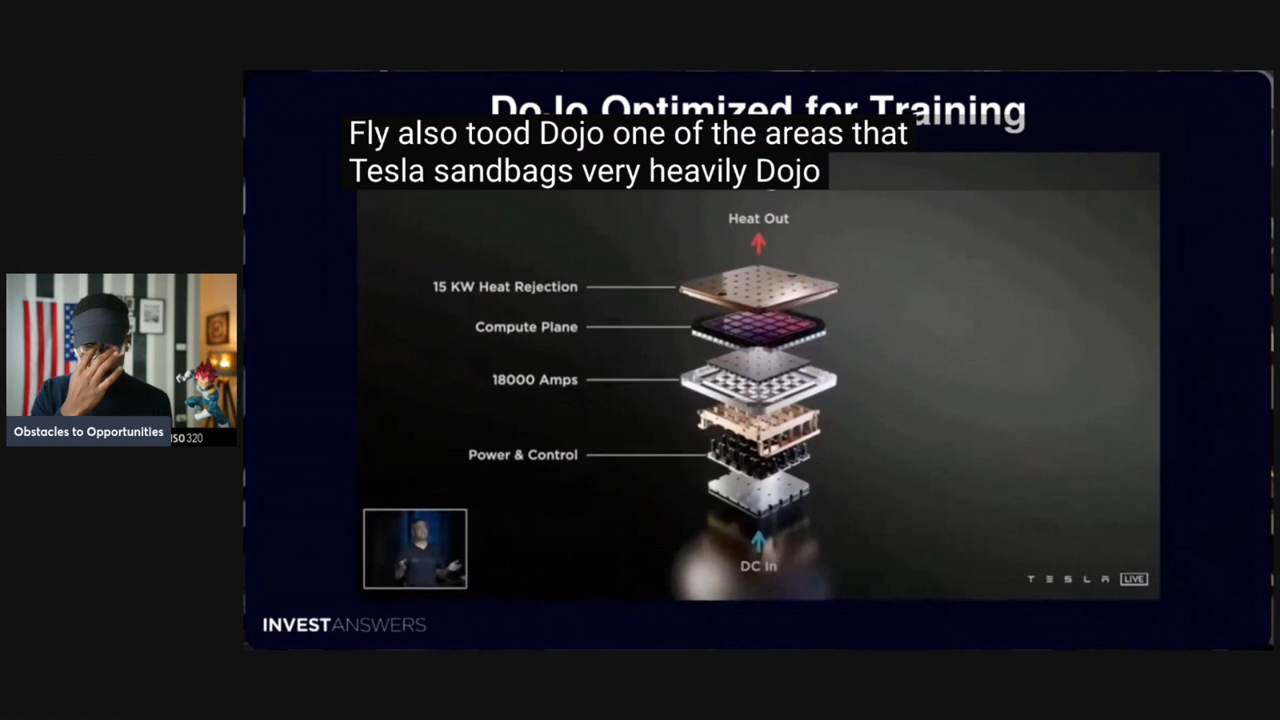 DoJo Optimized for Training
Fly also tood Dojo one of the areas that
Tesla sandbags very heavily Dojo
Heat Out
15 KW Heat Rejection
Compute Plane
18000 Amps
Power & Control
DC In
TESLA LIVE
Obstacles to Opportunities
ISO 320
INVESTANSWERS